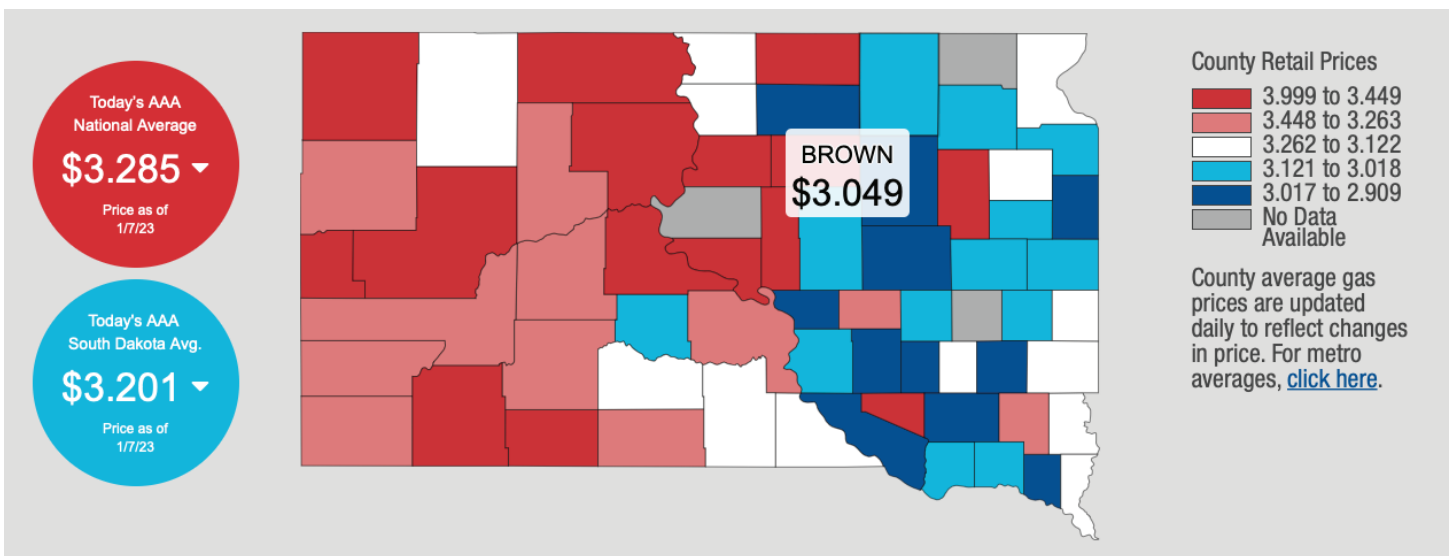 Today's AAA
National Average
$3.285
Price as of
1/7/23
Today's AAA
South Dakota Avg.
$3.201
Price as of
1/7/23
BROWN
$3.049
County Retail Prices
3.999 to 3.449
3.448 to 3.263
3.262 to 3.122
3.121 to 3.018
3.017 to 2.909
No Data
Available
County average gas
prices are updated
daily to reflect changes
in price. For metro
averages, click here.